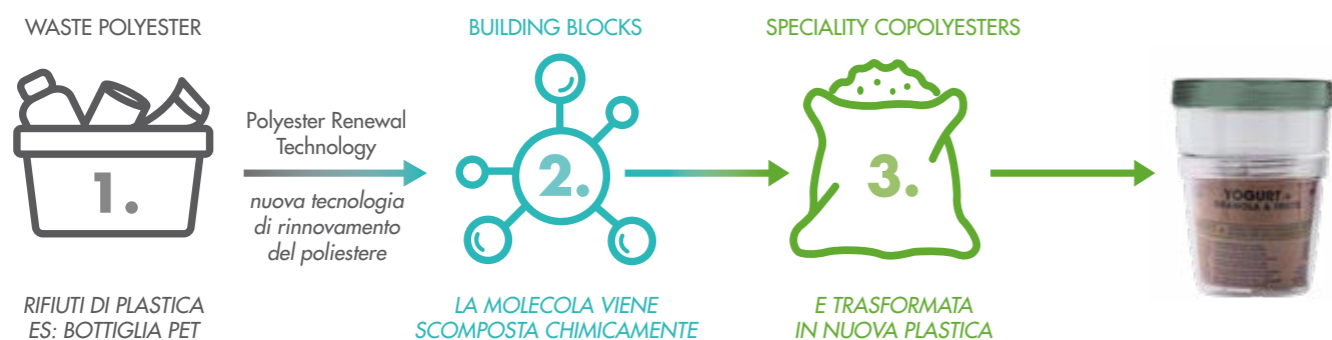 WASTE POLYESTER
1.
RIFIUTI DI PLASTICA
ES: BOTTIGLIA PET
Polyester Renewal
Technology
nuova tecnologia
di rinnovamento
del poliestere
BUILDING BLOCKS
2.
LA MOLECOLA VIENE
SCOMPOSTA CHIMICAMENTE
SPECIALITY COPOLYESTERS
3.
E TRASFORMATA
IN NUOVA PLASTICA
YOGURT
GRANOLA &